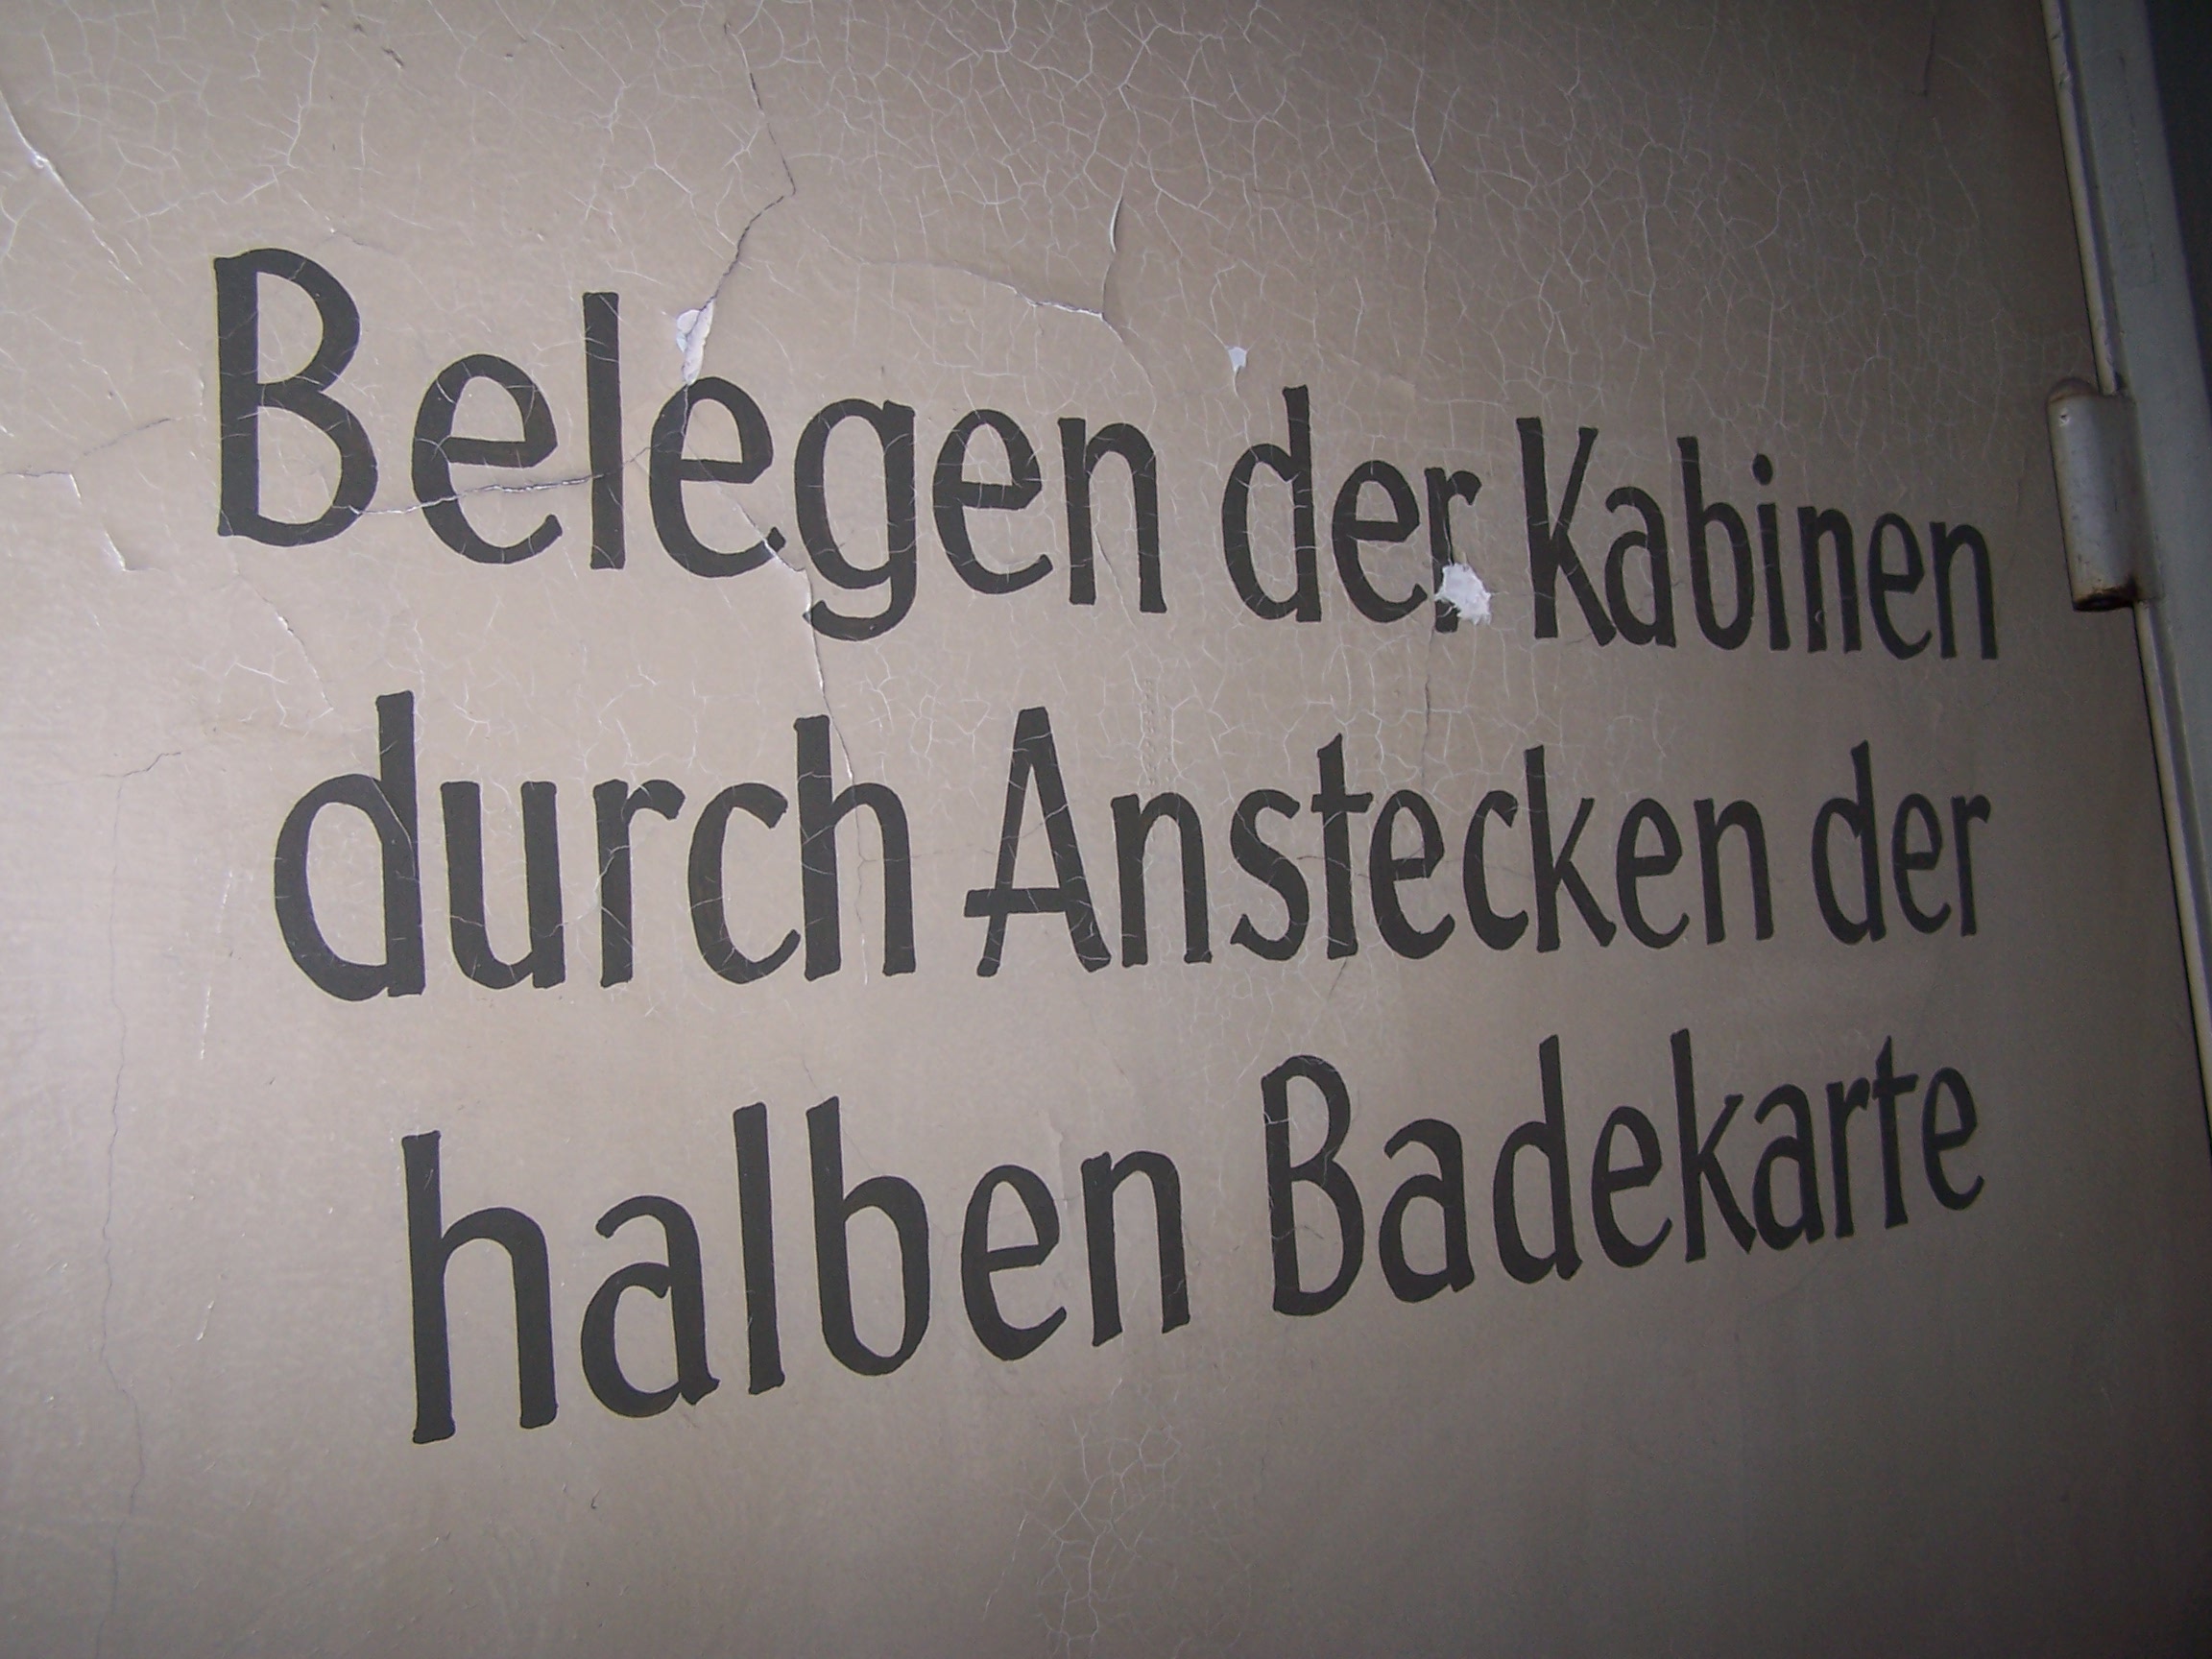 Belegen der Kabinen
durch Anstecken der
halben Badekarte